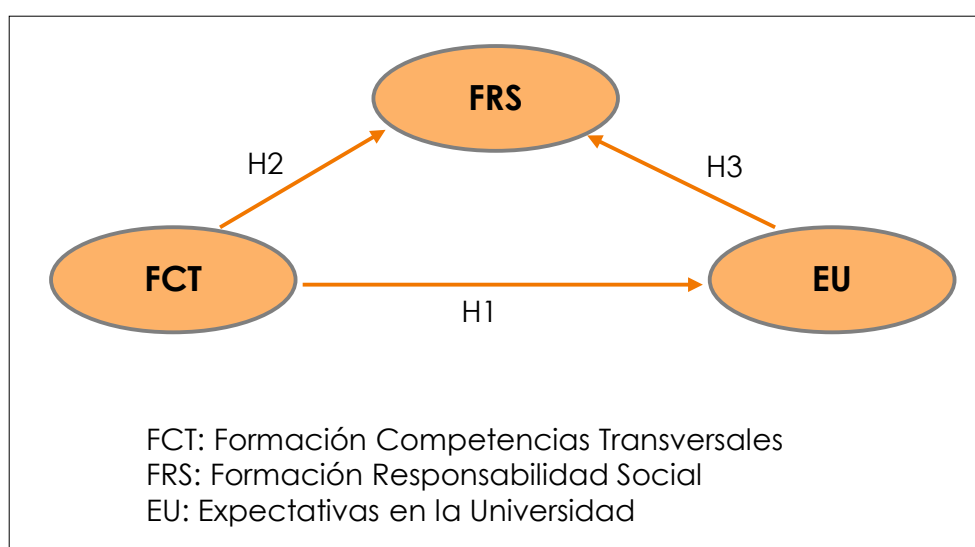 FRS
H2
H3
FCT
EU
H1
FCT: Formación Competencias Transversales
FRS: Formación Responsabilidad Social
EU: Expectativas en la Universidad